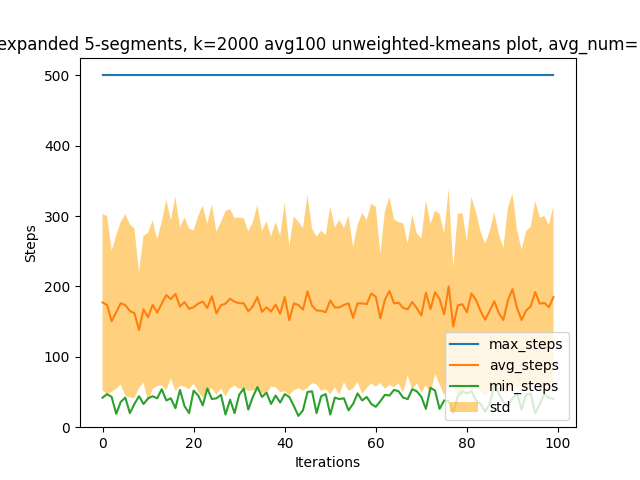 expanded 5-segments, k=2000 avg100 unweighted-kmeans plot, avg_num=
500
400
300
200
100
0
Steps
max_steps
avg_steps
min_steps
std
0 20 40 60 80 100
Iterations